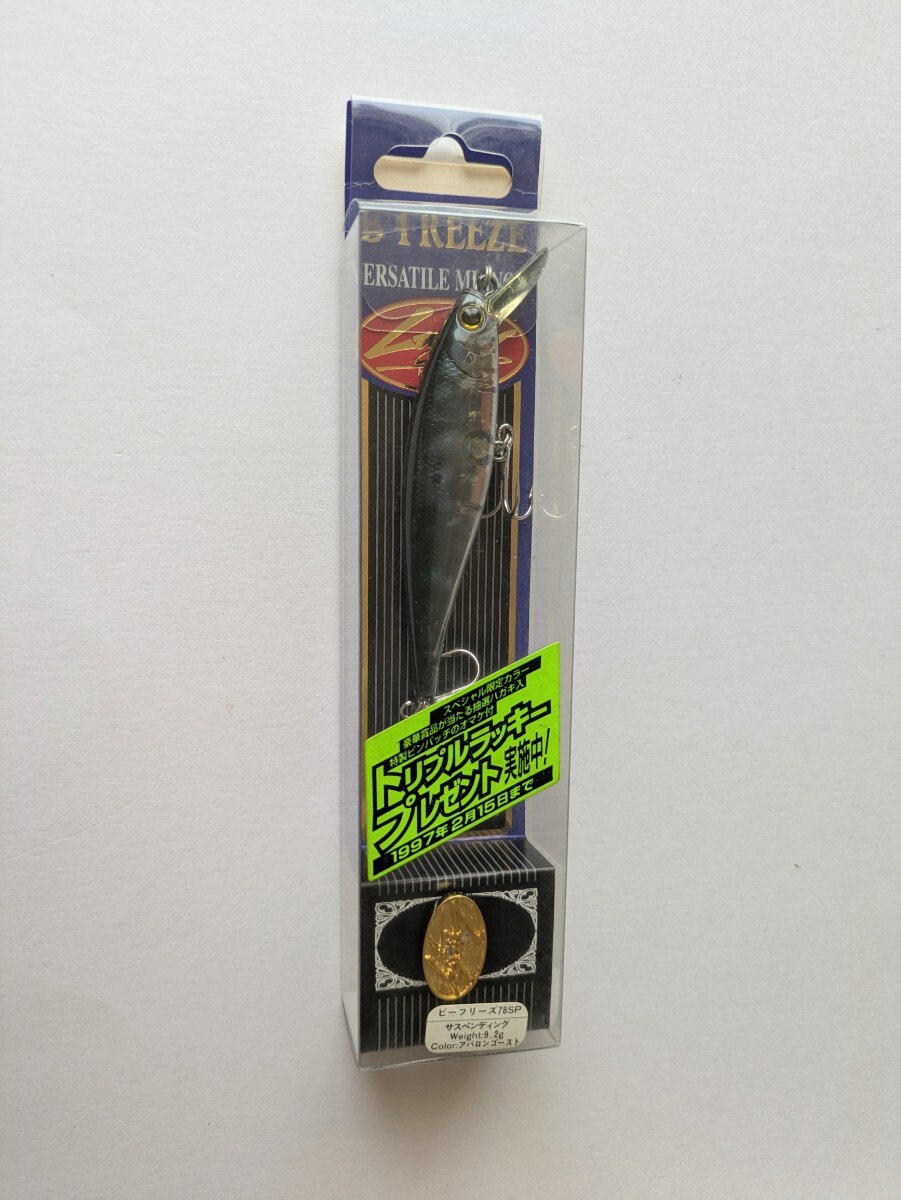 B'FREEZE
ERSATILE MINNO
スペシャル限定カラー
豪華賞品が当たる抽選ハガキ入
特製ピンバッチのオマケ付
トリプルラッキー
プレゼント実施中!
1997年2月15日まで
ビーフリーズ78SP
サスペンディング
Weight:9.2g
Color:アバロンゴースト